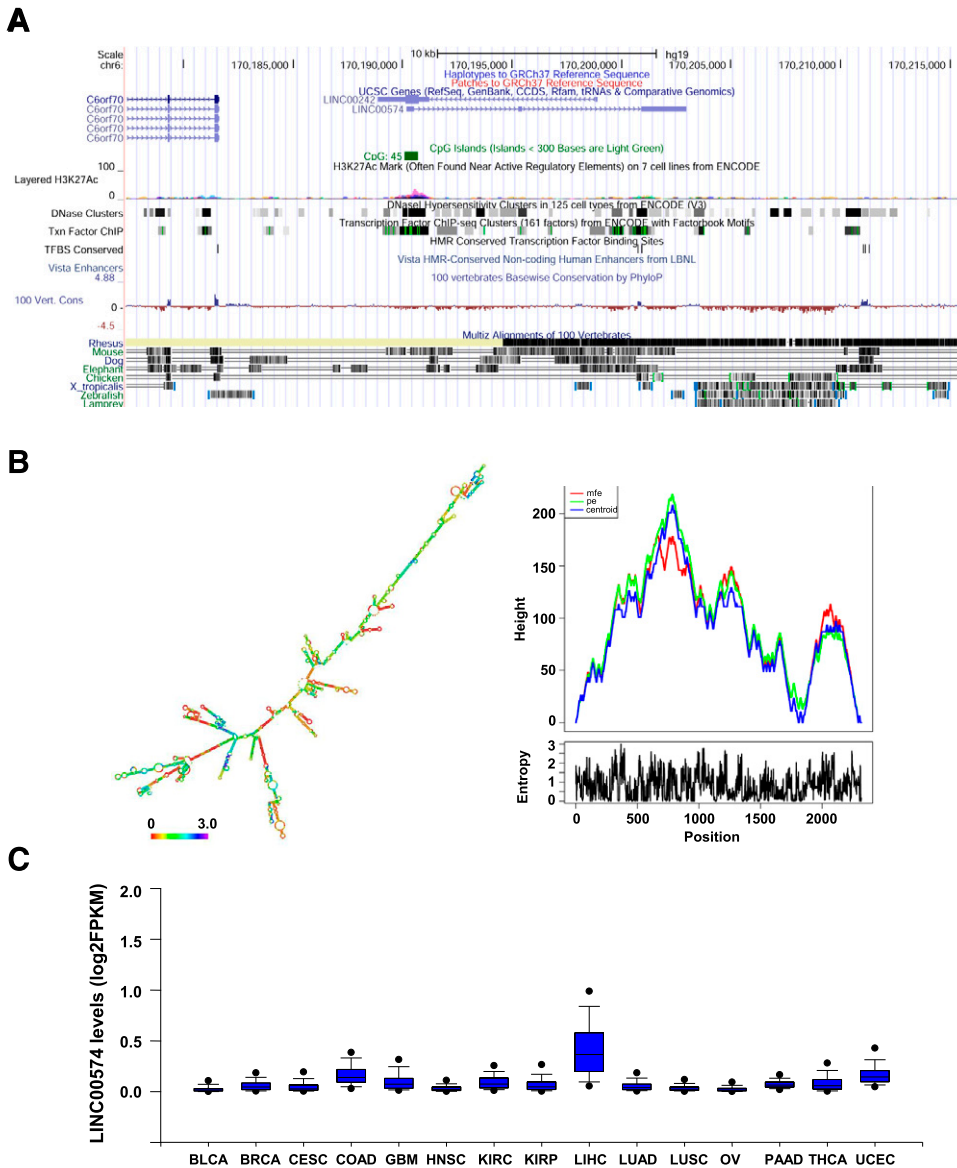 A
Scale
10 kb
hg19
chr6:
170,185,000
170,190,000
170,195,000
170,200,000
170,205,000
170,210,000
170,215,000
Haplotypes to GRCh37 Reference Sequence
Patches to GRCh37 Reference Sequence
UCSC Genes (RefSeq, GenBank, CCDS, Rfam, tRNAs & Comparative Genomics)
C6orf70
LINC00242
C6orf70
LINC00574
C6orf70
C6orf70
C6orf70
CpG Islands (Islands < 300 Bases are Light Green)
CpG: 45
H3K27Ac Mark (Often Found Near Active Regulatory Elements) on 7 cell lines from ENCODE
100
Layered H3K27Ac
0
DNaseI Hypersensitivity Clusters in 125 cell types from ENCODE (V3)
DNase Clusters
Transcription Factor ChIP-seq Clusters (161 factors) from ENCODE with Factorbook Motifs
Txn Factor ChIP
HMR Conserved Transcription Factor Binding Sites
TFBS Conserved
Vista HMR-Conserved Non-coding Human Enhancers from LBNL
Vista Enhancers
4.88
100 vertebrates Basewise Conservation by PhyloP
100 Vert. Cons
0 -
-4.5
Multiz Alignments of 100 Vertebrates
Rhesus
Mouse
Dog
Elephant
Chicken
X_tropicalis
Zebrafish
Lamprey
B
0
3.0
mfe
pe
centroid
Height
200
150
100
50
0
Entropy
3
2
1
0
0
500
1000
1500
2000
Position
C
LINC00574 levels (log2FPKM)
2.0
1.5
1.0
0.5
0.0
BLCA
BRCA
CESC
COAD
GBM
HNSC
KIRC
KIRP
LIHC
LUAD
LUSC
OV
PAAD
THCA
UCEC